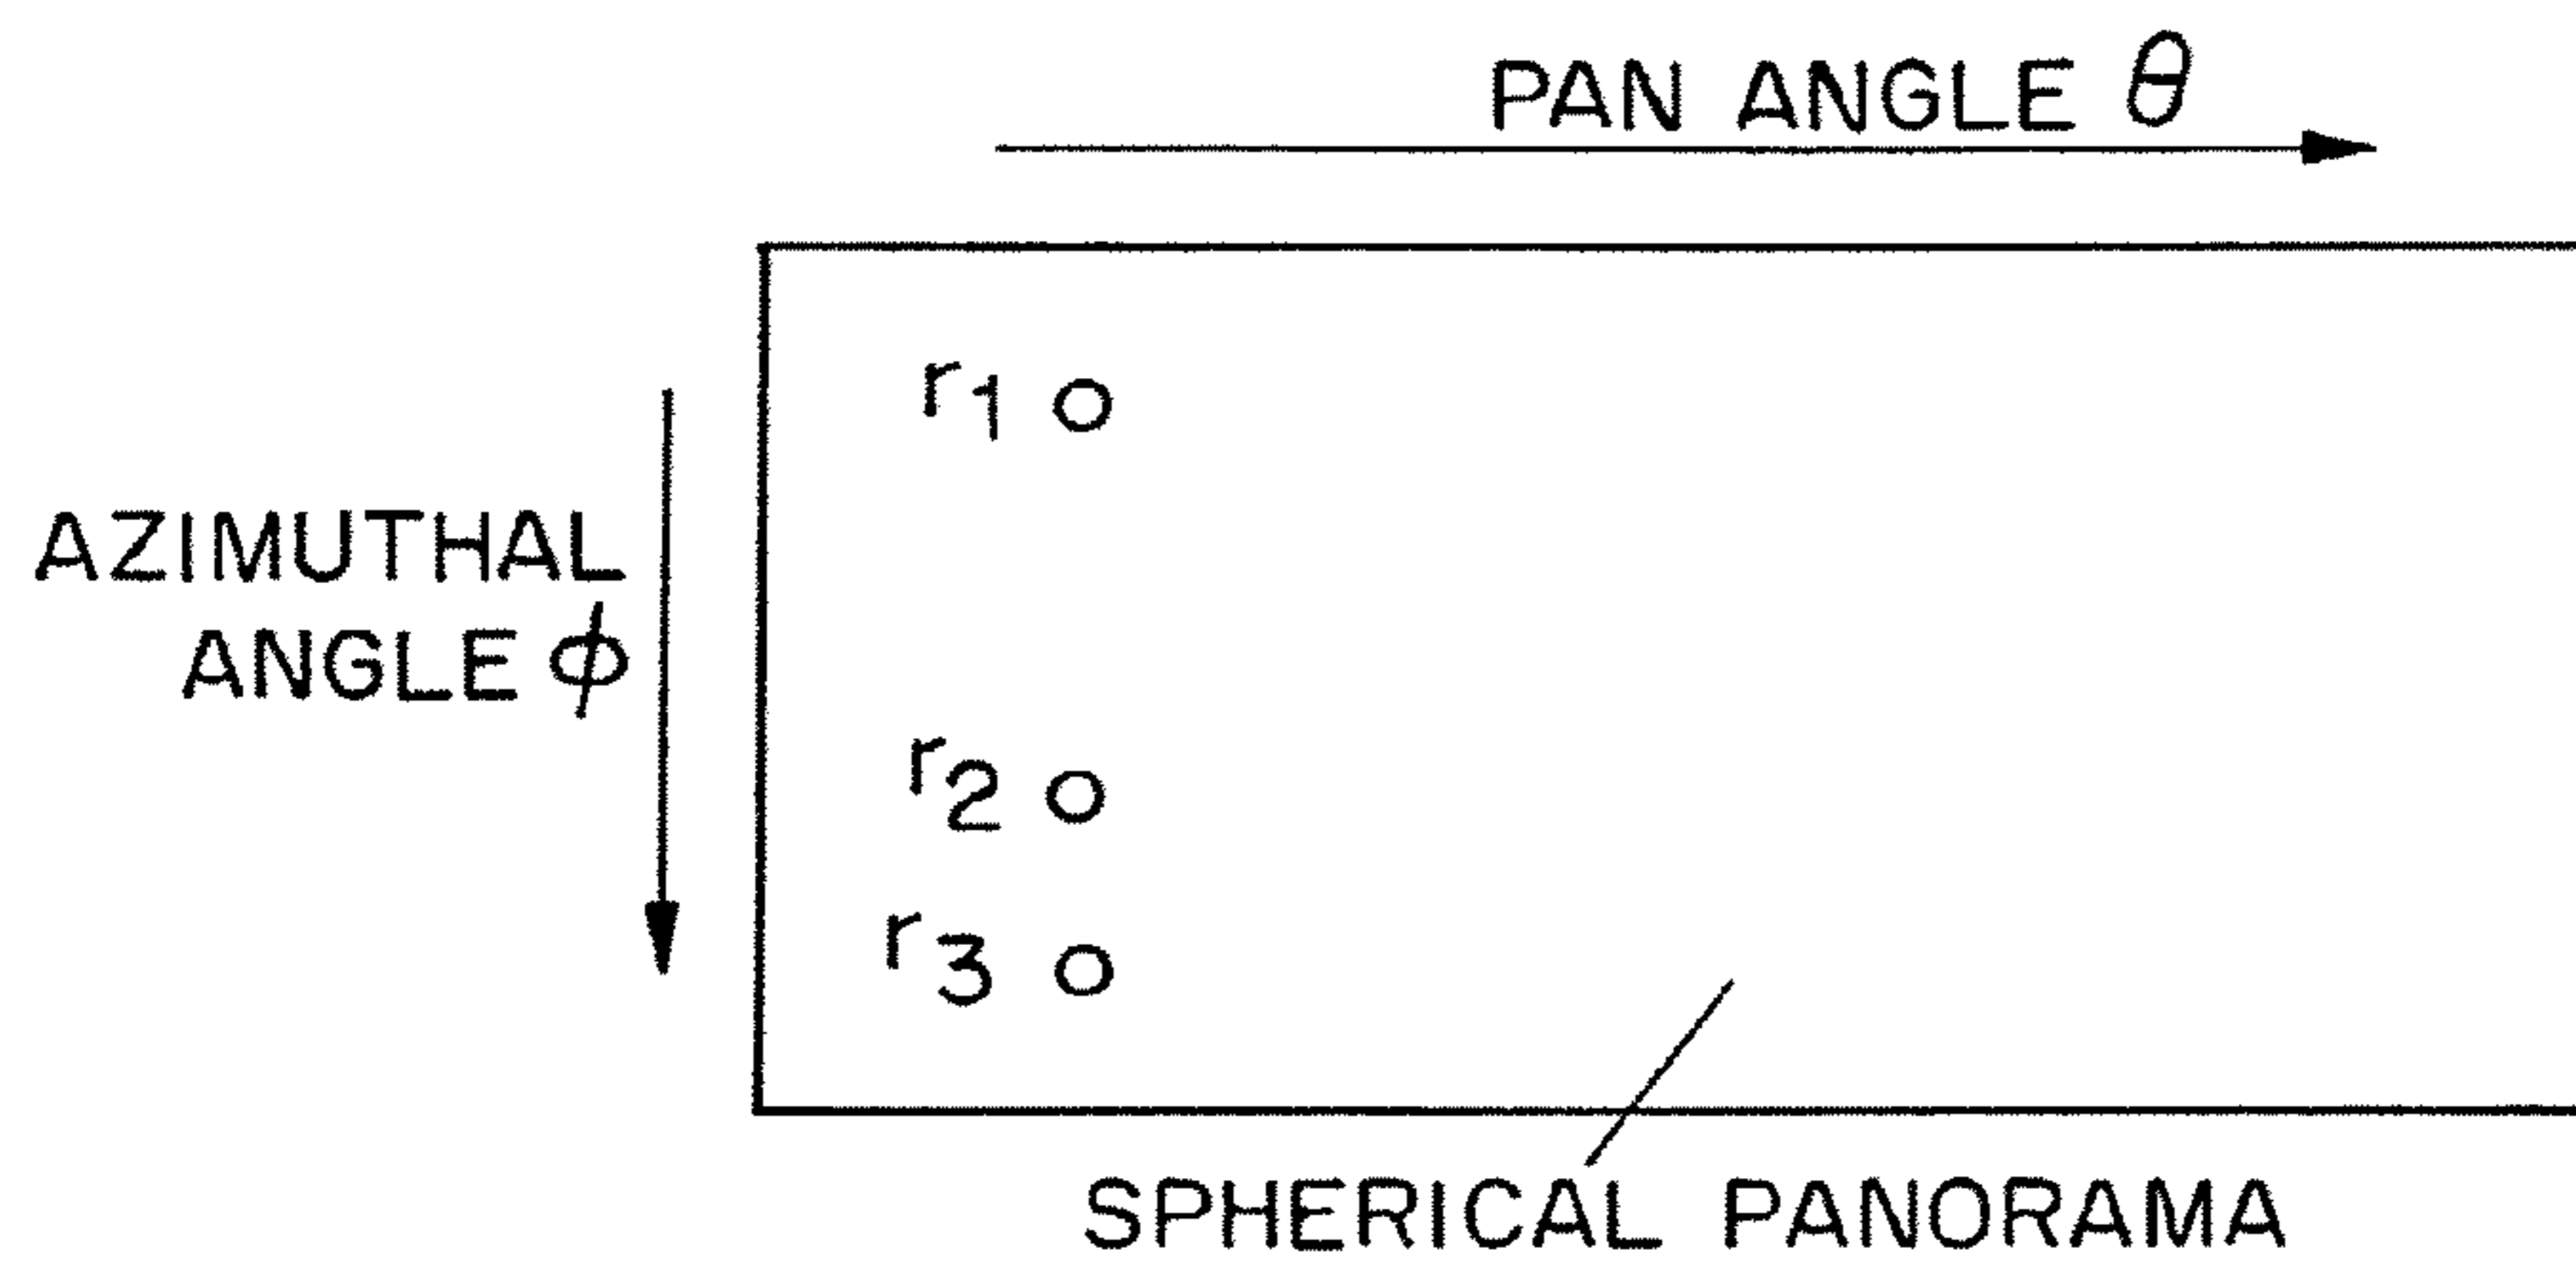 PAN ANGLE θ
r1
AZIMUTHAL
ANGLE ϕ
r2
r3
SPHERICAL PANORAMA